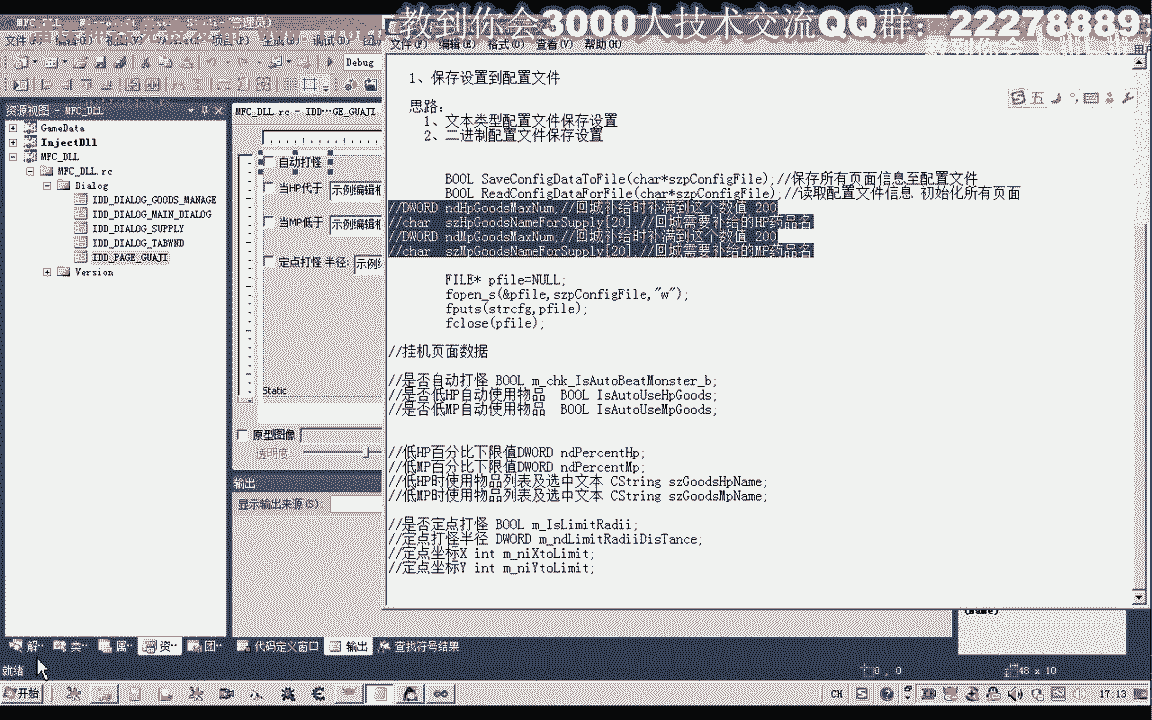 教到你会3000人技术交流QQ群：22278889,
文件(F) 编辑(E) 格式(O) 查看(V) 帮助(H)
Debug
资源视图 - MFC_DLL
MFC_DLL.rc - IDD...GE_GUAJI
GameData
InjectDll
MFC_DLL
MFC_DLL.rc
Dialog
IDD_DIALOG_GOODS_MANAGE
IDD_DIALOG_MAIN_DIALOG
IDD_DIALOG_SUPPLY
IDD_DIALOG_TABWND
IDD_PAGE_GUAJI
Version
自动打怪
当HP代于 示例编辑框
当MP低于 示例编辑框
定点打怪 半径: 示例
Static
原型图像
透明度:
输出
显示输出来源(S):
1、保存设置到配置文件
思路:
1、文本类型配置文件保存设置
2、二进制配置文件保存设置
BOOL SaveConfigDataToFile(char*szpConfigFile);//保存所有页面信息至配置文件
BOOL ReadConfigDataForFile(char*szpConfigFile);//读取配置文件信息 初始化所有页面
//DWORD ndHpGoodsMaxNum;//回城补给时补满到这个数值 200
//char  szHpGoodsNameForSupply[20];//回城需要补给的HP药品名
//DWORD ndMpGoodsMaxNum;//回城补给时补满到这个数值 200
//char  szMpGoodsNameForSupply[20];//回城需要补给的MP药品名
FILE* pfile=NULL;
fopen_s(&pfile,szpConfigFile,"w");
fputs(strcfg,pfile);
fclose(pfile);
//挂机页面数据
//是否自动打怪 BOOL m_chk_IsAutoBeatMonster_b;
//是否低HP自动使用物品  BOOL IsAutoUseHpGoods;
//是否低MP自动使用物品  BOOL IsAutoUseMpGoods;
//低HP百分比下限值DWORD ndPercentHp;
//低MP百分比下限值DWORD ndPercentMp;
//低HP时使用物品列表及选中文本 CString szGoodsHpName;
//低MP时使用物品列表及选中文本 CString szGoodsMpName;
//是否定点打怪 BOOL m_IsLimitRadii;
//定点打怪半径 DWORD m_ndLimitRadiiDisTance;
//定点坐标X int m_niXtoLimit;
//定点坐标Y int m_niYtoLimit;
五
(Name)
解... 类... 属... 资... 团...
代码定义窗口 输出 查找符号结果
就绪
0, 0
48 x 10
开始
CH
17:13